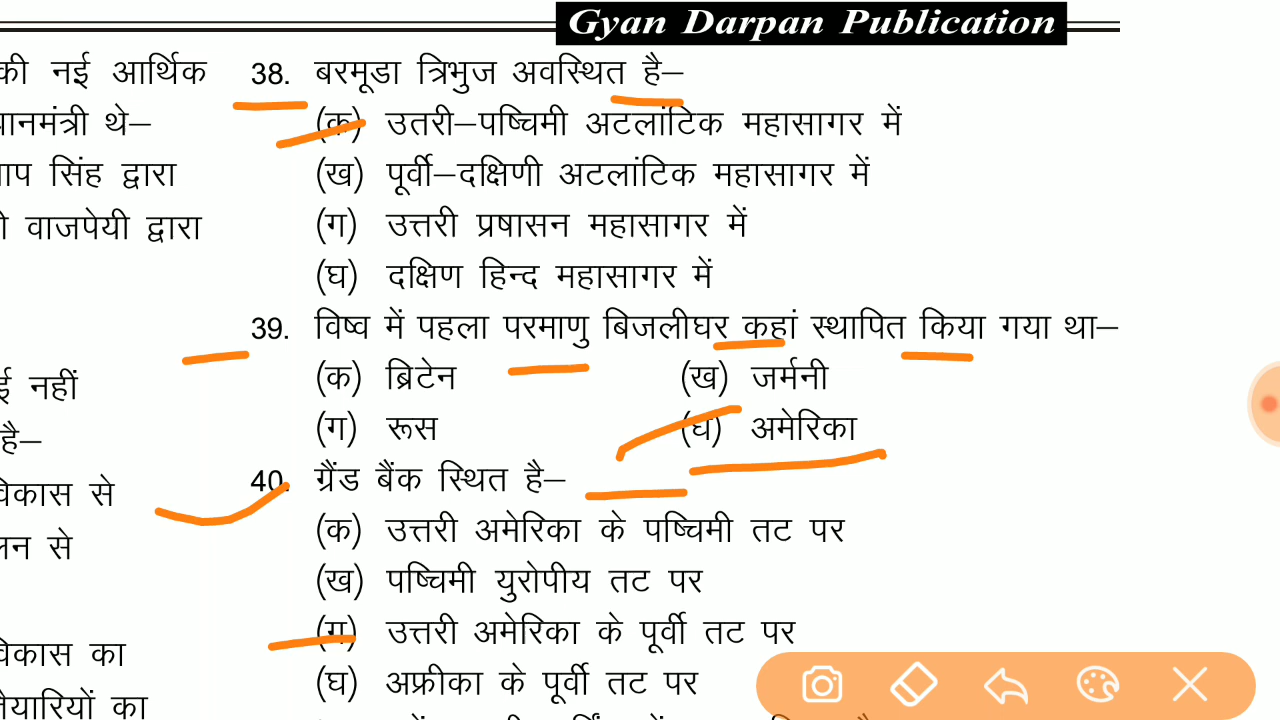 Gyan Darpan Publication
की नई आर्थिक
थे–
सिंह द्वारा
वाजपेयी द्वारा
नहीं
है–
से
से
का
का
38. बरमूडा त्रिभुज अवस्थित है–
(क) उतरी–पष्चिमी अटलांटिक महासागर में
(ख) पूर्वी–दक्षिणी अटलांटिक महासागर में
(ग) उत्तरी प्रषासन महासागर में
(घ) दक्षिण हिन्द महासागर में
39. विष्व में पहला परमाणु बिजलीघर कहां स्थापित किया गया था–
(क) ब्रिटेन (ख) जर्मनी
(ग) रूस (घ) अमेरिका
40. ग्रैंड बैंक स्थित है–
(क) उत्तरी अमेरिका के पष्चिमी तट पर
(ख) पष्चिमी युरोपीय तट पर
(ग) उत्तरी अमेरिका के पूर्वी तट पर
(घ) अफ्रीका के पूर्वी तट पर